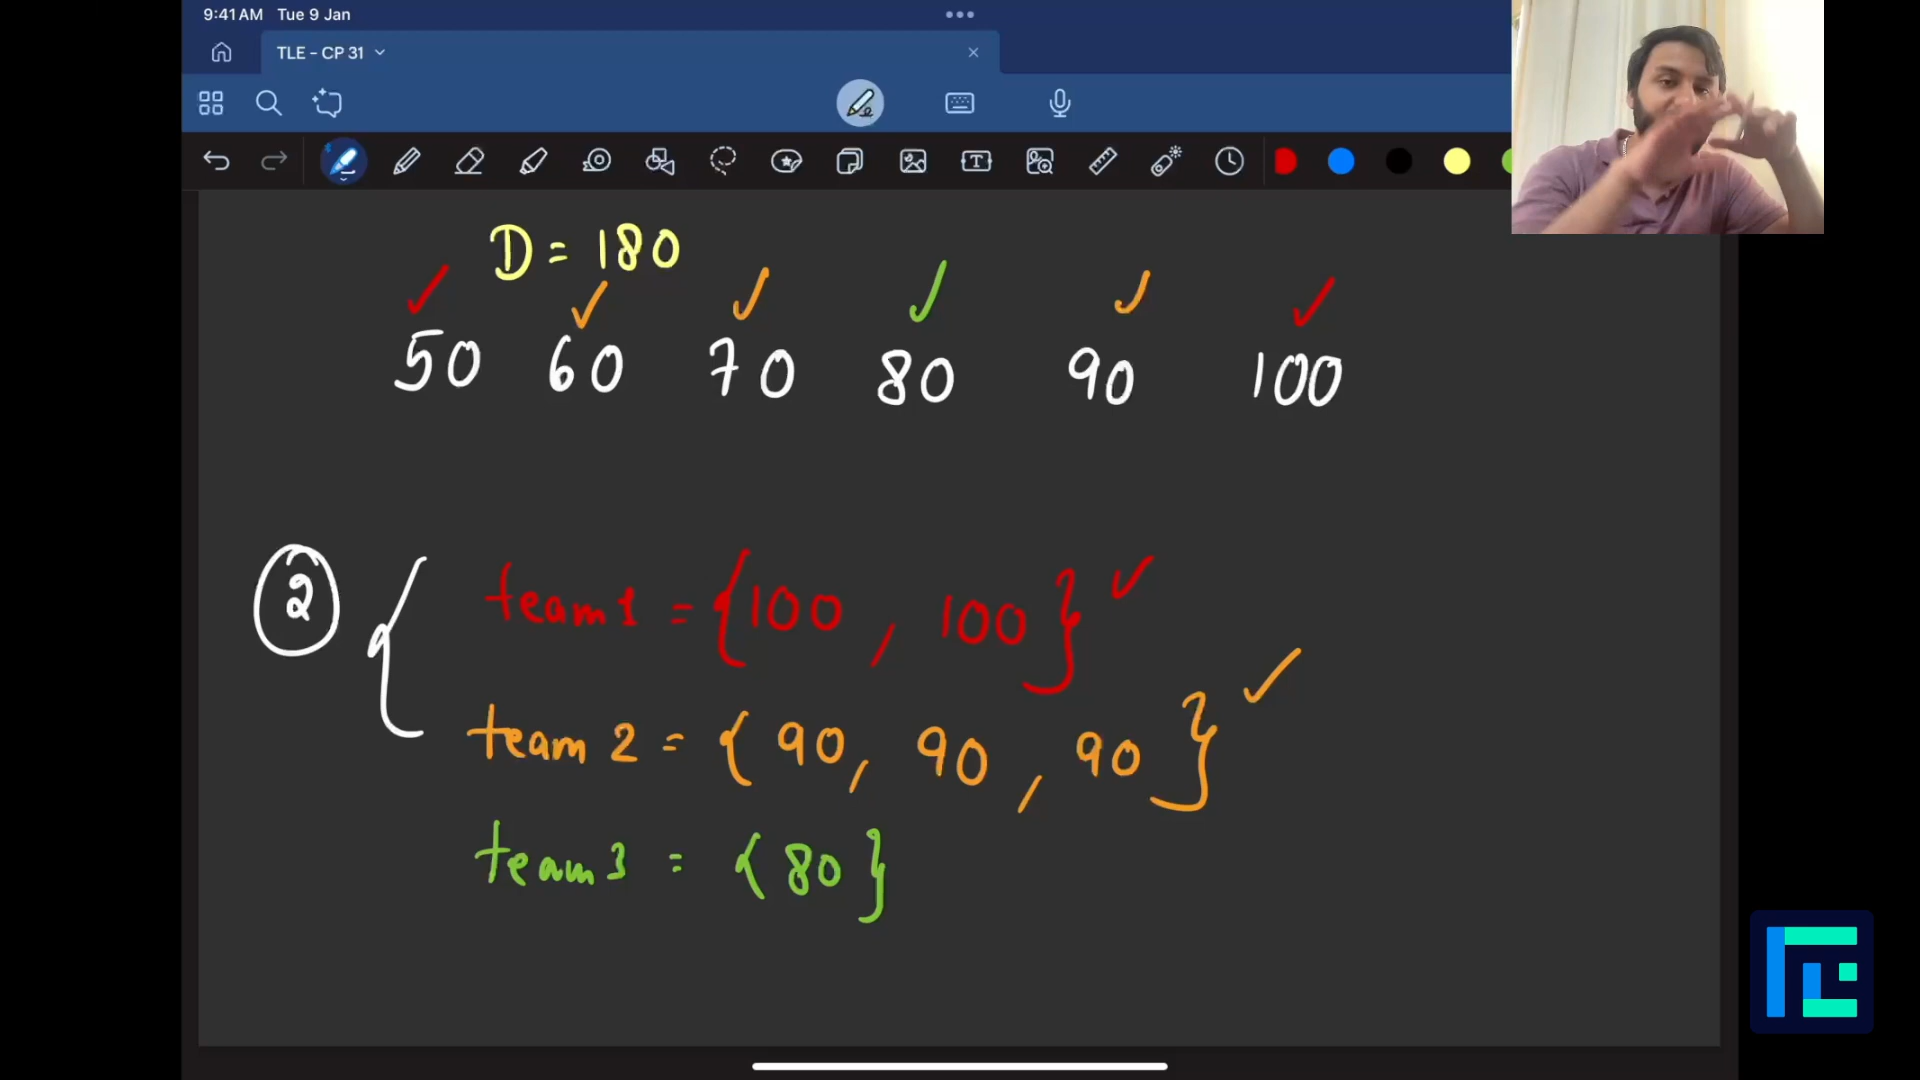 9:41 AM Tue 9 Jan
TLE - CP 31
D = 180
50 60 70 80 90 100
2
team 1 = {100, 100}
team 2 = {90, 90, 90}
team 3 = {80}